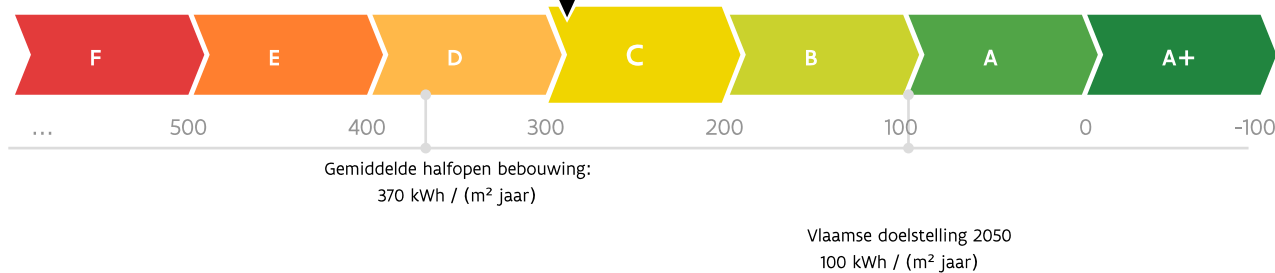 F E D C B A A+
... 500 400 300 200 100 0 -100
Gemiddelde halfopen bebouwing:
370 kWh / (m² jaar)
Vlaamse doelstelling 2050
100 kWh / (m² jaar)